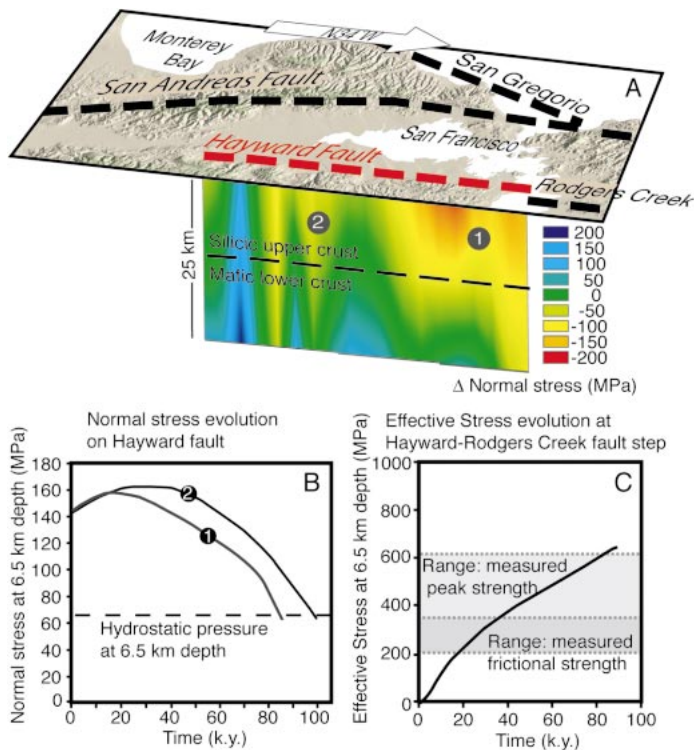 N34°W
Monterey
Bay
San Andreas Fault
San Gregorio
A
San Francisco
Hayward Fault
Rodgers Creek
25 km
2
1
Silicic upper crust
Mafic lower crust
200
150
100
50
0
-50
-100
-150
-200
Δ Normal stress (MPa)
Normal stress evolution
on Hayward fault
B
Normal stress at 6.5 km depth (MPa)
180
160
140
120
100
80
60
40
20
0
2
1
Hydrostatic pressure
at 6.5 km depth
0 20 40 60 80 100
Time (k.y.)
Effective Stress evolution at
Hayward-Rodgers Creek fault step
C
Effective Stress at 6.5 km depth (MPa)
1000
800
600
400
200
0
Range: measured
peak strength
Range: measured
frictional strength
0 20 40 60 80 100
Time (k.y.)